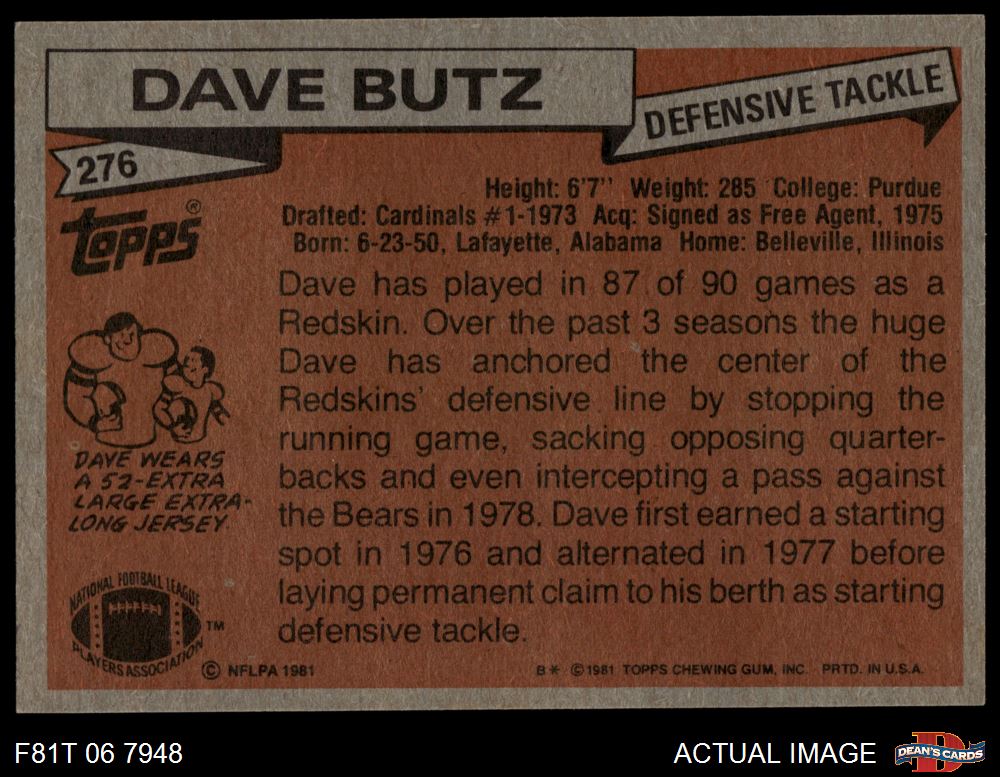 DAVE BUTZ
DEFENSIVE TACKLE
276
topps®
Height: 6'7'' Weight: 285 College: Purdue
Drafted: Cardinals #1-1973 Acq: Signed as Free Agent, 1975
Born: 6-23-50, Lafayette, Alabama Home: Belleville, Illinois
Dave has played in 87 of 90 games as a
Redskin. Over the past 3 seasons the huge
Dave has anchored the center of the
Redskins' defensive line by stopping the
running game, sacking opposing quarter-
backs and even intercepting a pass against
the Bears in 1978. Dave first earned a starting
spot in 1976 and alternated in 1977 before
laying permanent claim to his berth as starting
defensive tackle.
DAVE WEARS
A 52-EXTRA
LARGE EXTRA-
LONG JERSEY.
NATIONAL FOOTBALL LEAGUE
PLAYERS ASSOCIATION
TM
© NFLPA 1981
B* © 1981 TOPPS CHEWING GUM, INC. PRTD. IN U.S.A.
F81T 06 7948
ACTUAL IMAGE
D
DEAN'S CARDS